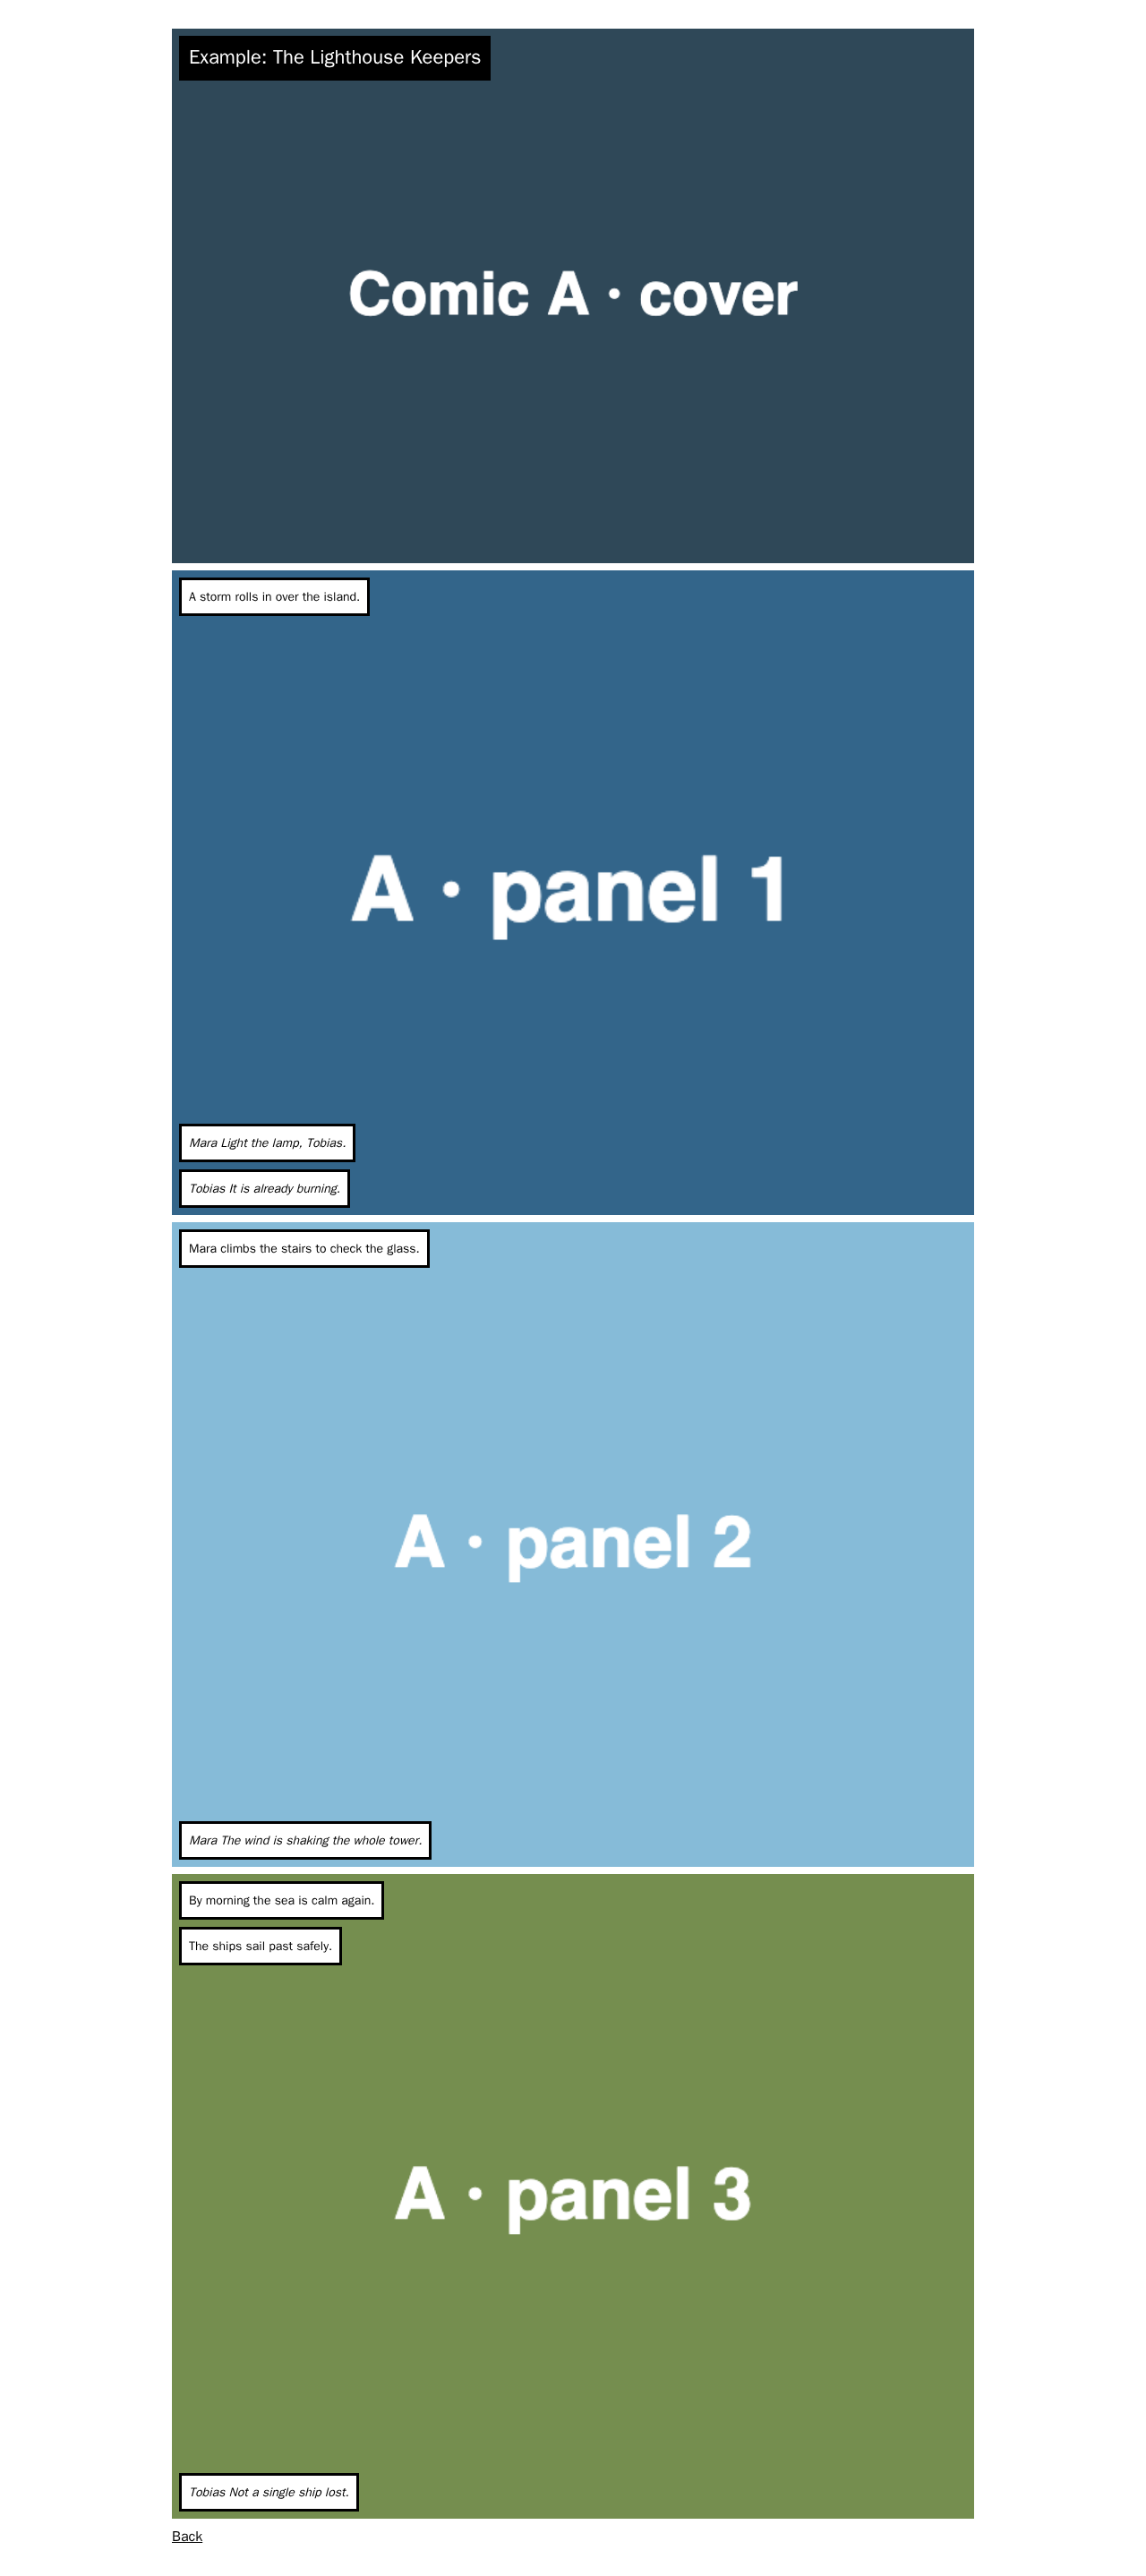 Example: The Lighthouse Keepers
Comic A · cover
A storm rolls in over the island.
A · panel 1
Mara Light the lamp, Tobias.
Tobias It is already burning.
Mara climbs the stairs to check the glass.
A · panel 2
Mara The wind is shaking the whole tower.
By morning the sea is calm again.
The ships sail past safely.
A · panel 3
Tobias Not a single ship lost.
Back